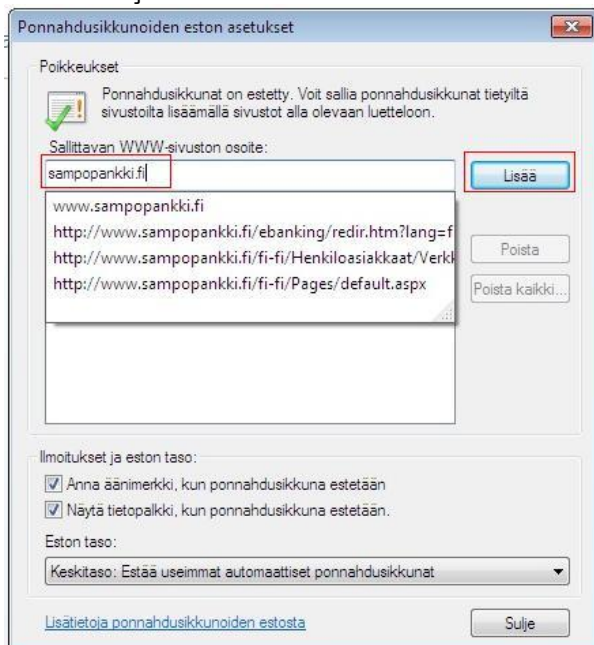 Ponnahdusikkunoiden eston asetukset
Poikkeukset
Ponnahdusikkunat on estetty. Voit sallia ponnahdusikkunat tietyiltä
sivustoilta lisäämällä sivustot alla olevaan luetteloon.
Sallittavan WWW-sivuston osoite:
sampopankki.fi
Lisää
www.sampopankki.fi
http://www.sampopankki.fi/ebanking/redir.htm?lang=f
http://www.sampopankki.fi/fi-fi/Henkiloasiakkaat/Verkk
http://www.sampopankki.fi/fi-fi/Pages/default.aspx
Poista
Poista kaikki...
Ilmoitukset ja eston taso:
Anna äänimerkki, kun ponnahdusikkuna estetään
Näytä tietopalkki, kun ponnahdusikkuna estetään.
Eston taso:
Keskitaso: Estää useimmat automaattiset ponnahdusikkunat
Lisätietoja ponnahdusikkunoiden estosta
Sulje